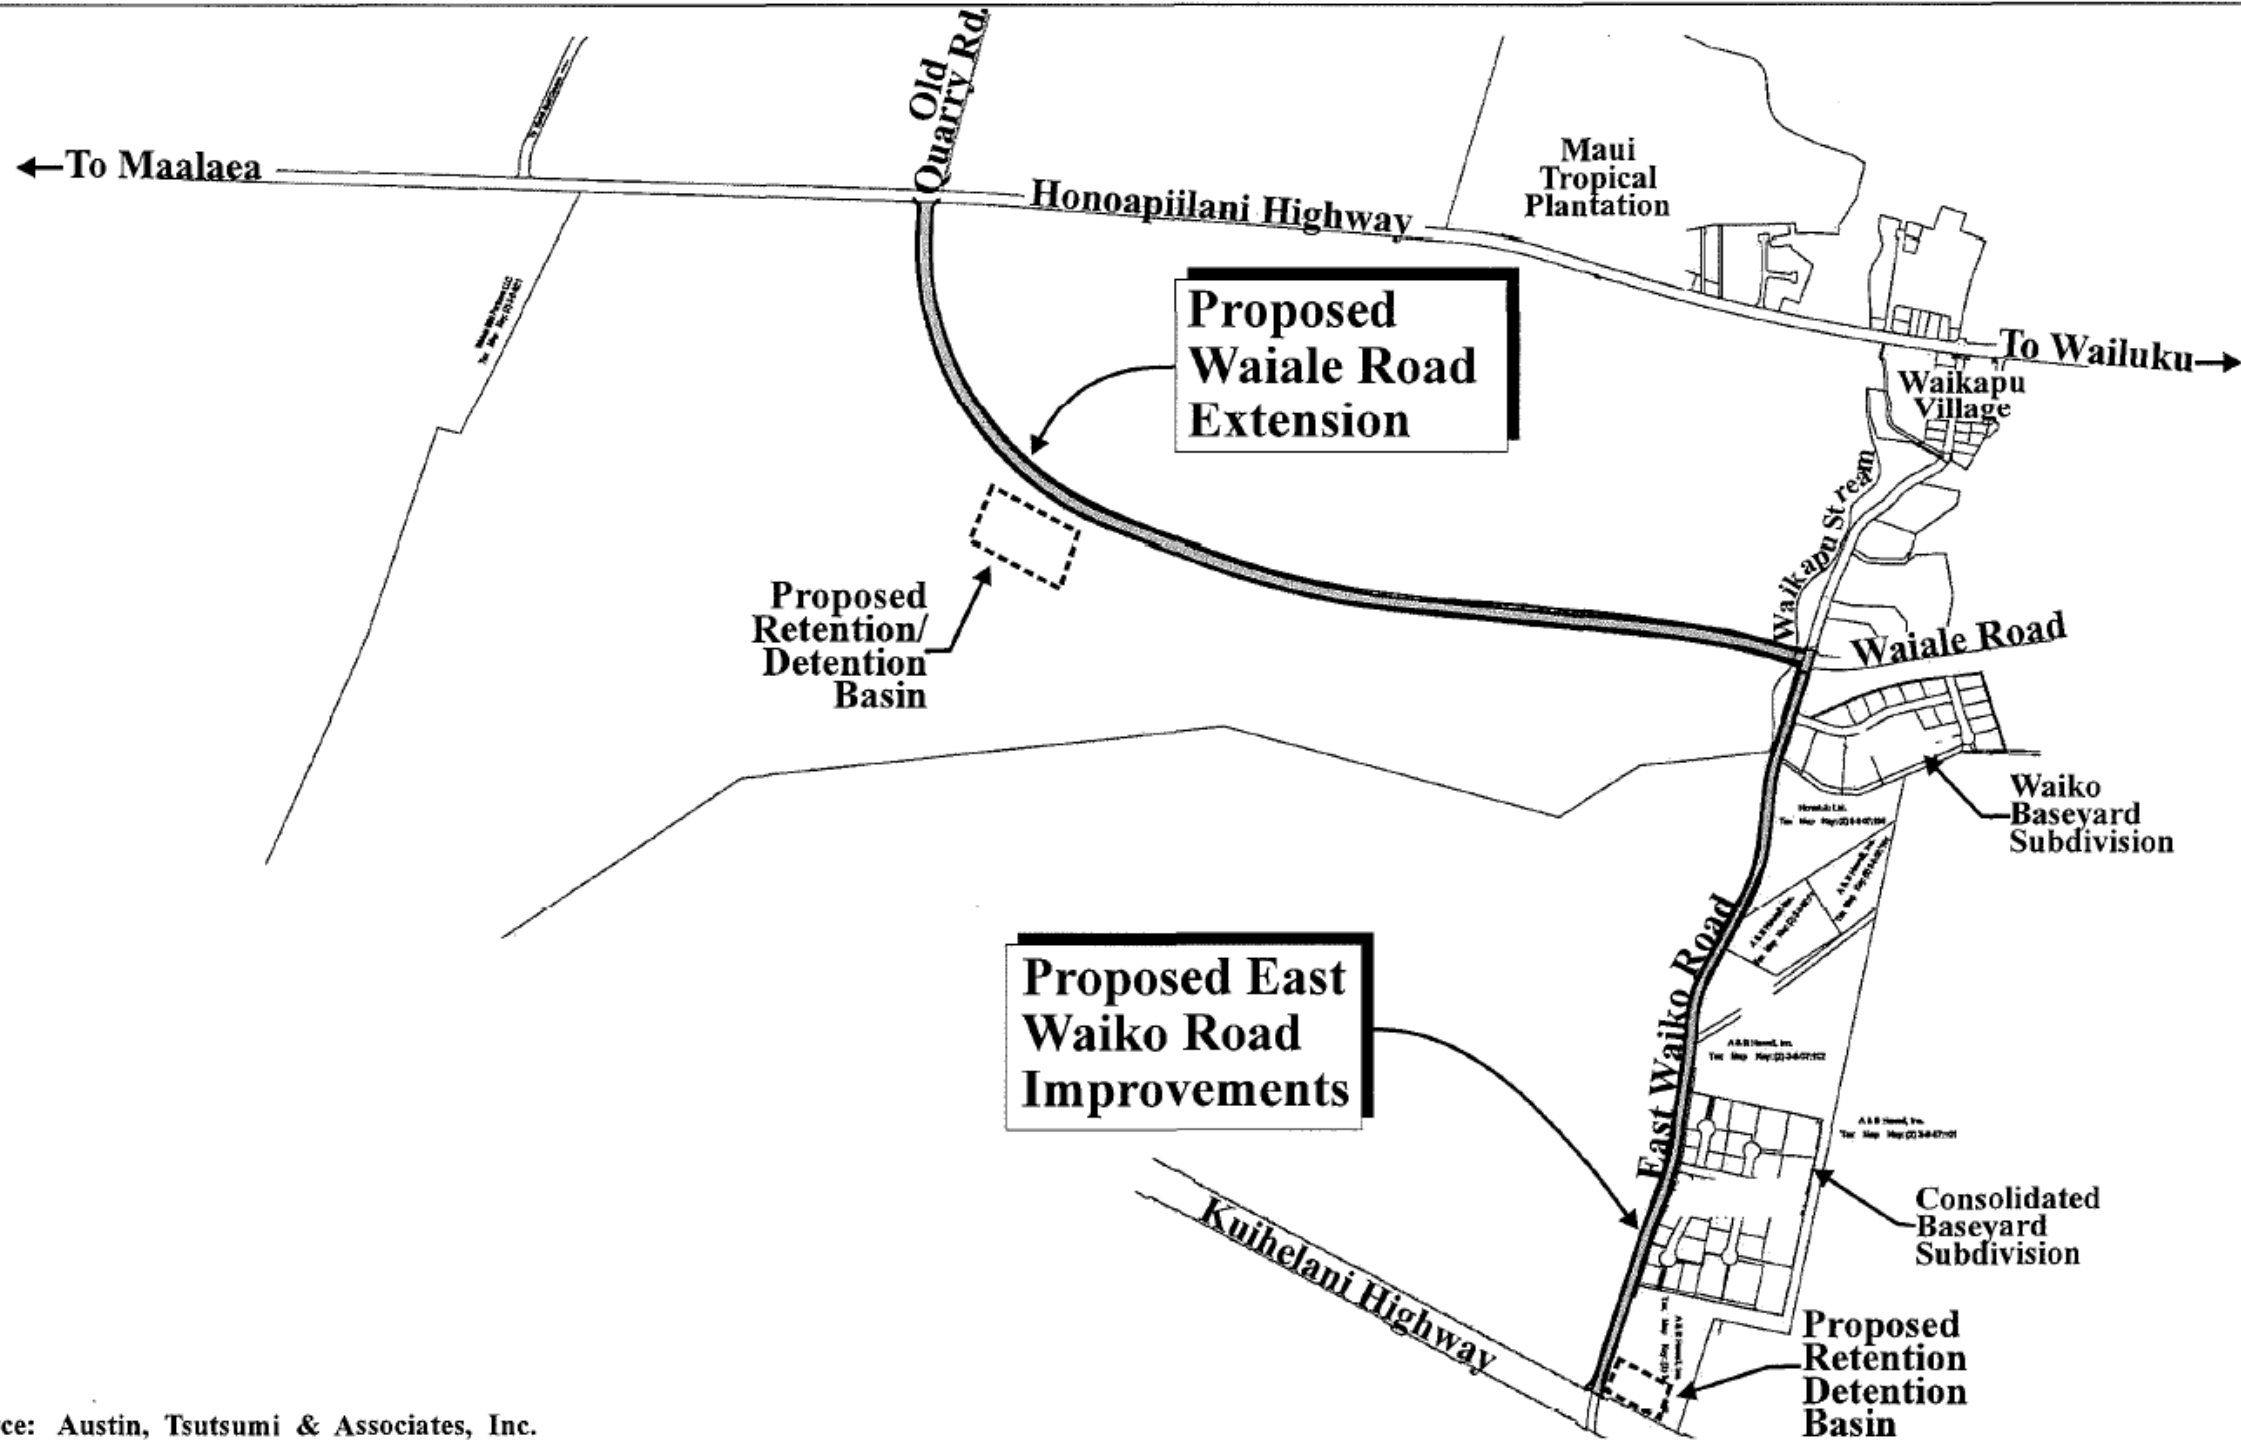 Old
Quarry Rd.
To Maalaea
Honoapiilani Highway
Maui
Tropical
Plantation
To Wailuku
Waikapu
Village
Proposed
Waiale Road
Extension
Waikapu Stream
Proposed
Retention/
Detention
Basin
Waiale Road
Waiko
Baseyard
Subdivision
East Waiko Road
Proposed East
Waiko Road
Improvements
Kuihelani Highway
Consolidated
Baseyard
Subdivision
Proposed
Retention
Detention
Basin
ce: Austin, Tsutsumi & Associates, Inc.